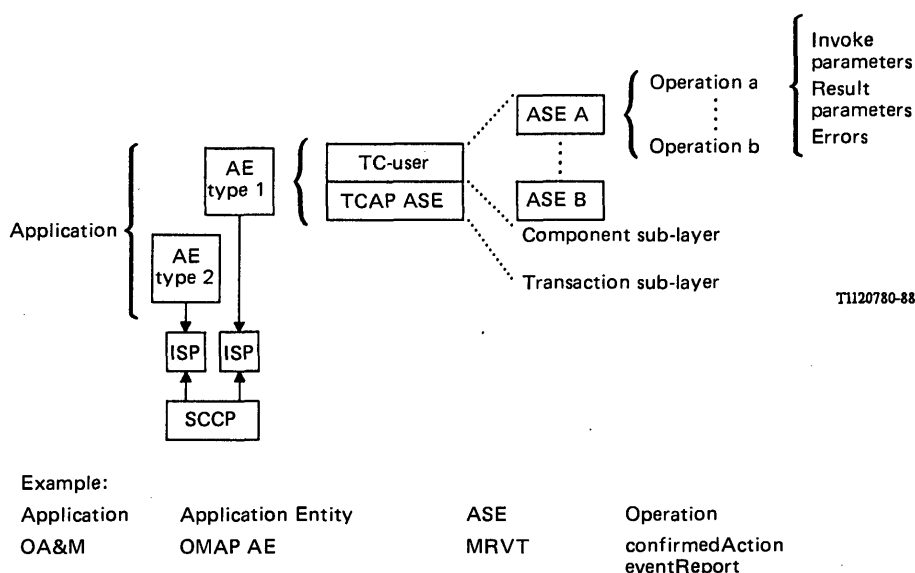 Invoke
parameters
Result
parameters
Errors
Operation a
Operation b
ASE A
ASE B
TC-user
TCAP ASE
Component sub-layer
Transaction sub-layer
AE
type 1
Application
AE
type 2
ISP
ISP
SCCP
T1120780-88
Example:
Application Application Entity ASE Operation
OA&M OMAP AE MRVT confirmedAction
eventReport